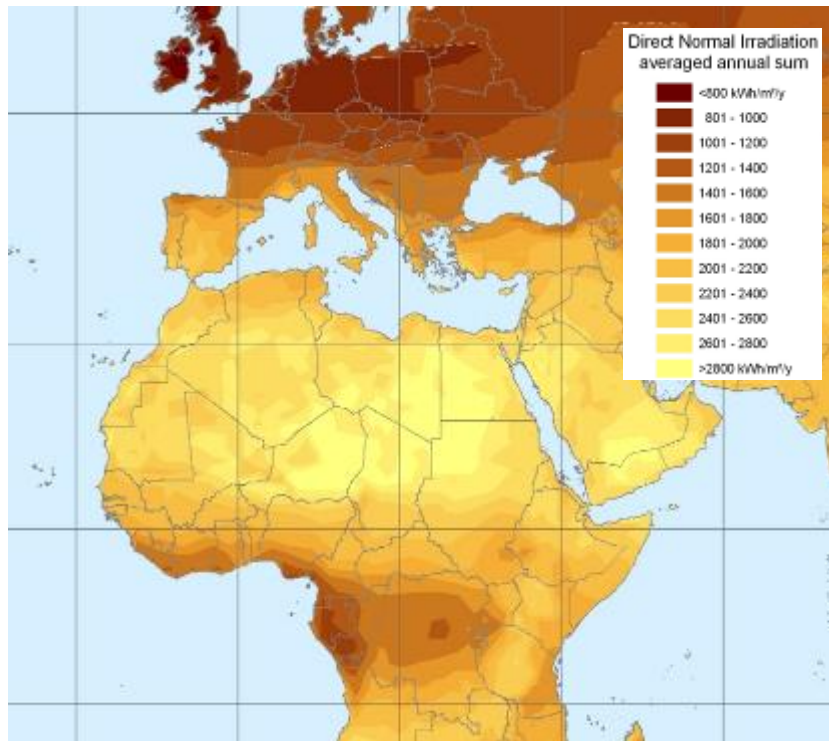 Direct Normal Irradiation
averaged annual sum
<800 kWh/m²/y
801 - 1000
1001 - 1200
1201 - 1400
1401 - 1600
1601 - 1800
1801 - 2000
2001 - 2200
2201 - 2400
2401 - 2600
2601 - 2800
>2800 kWh/m²/y